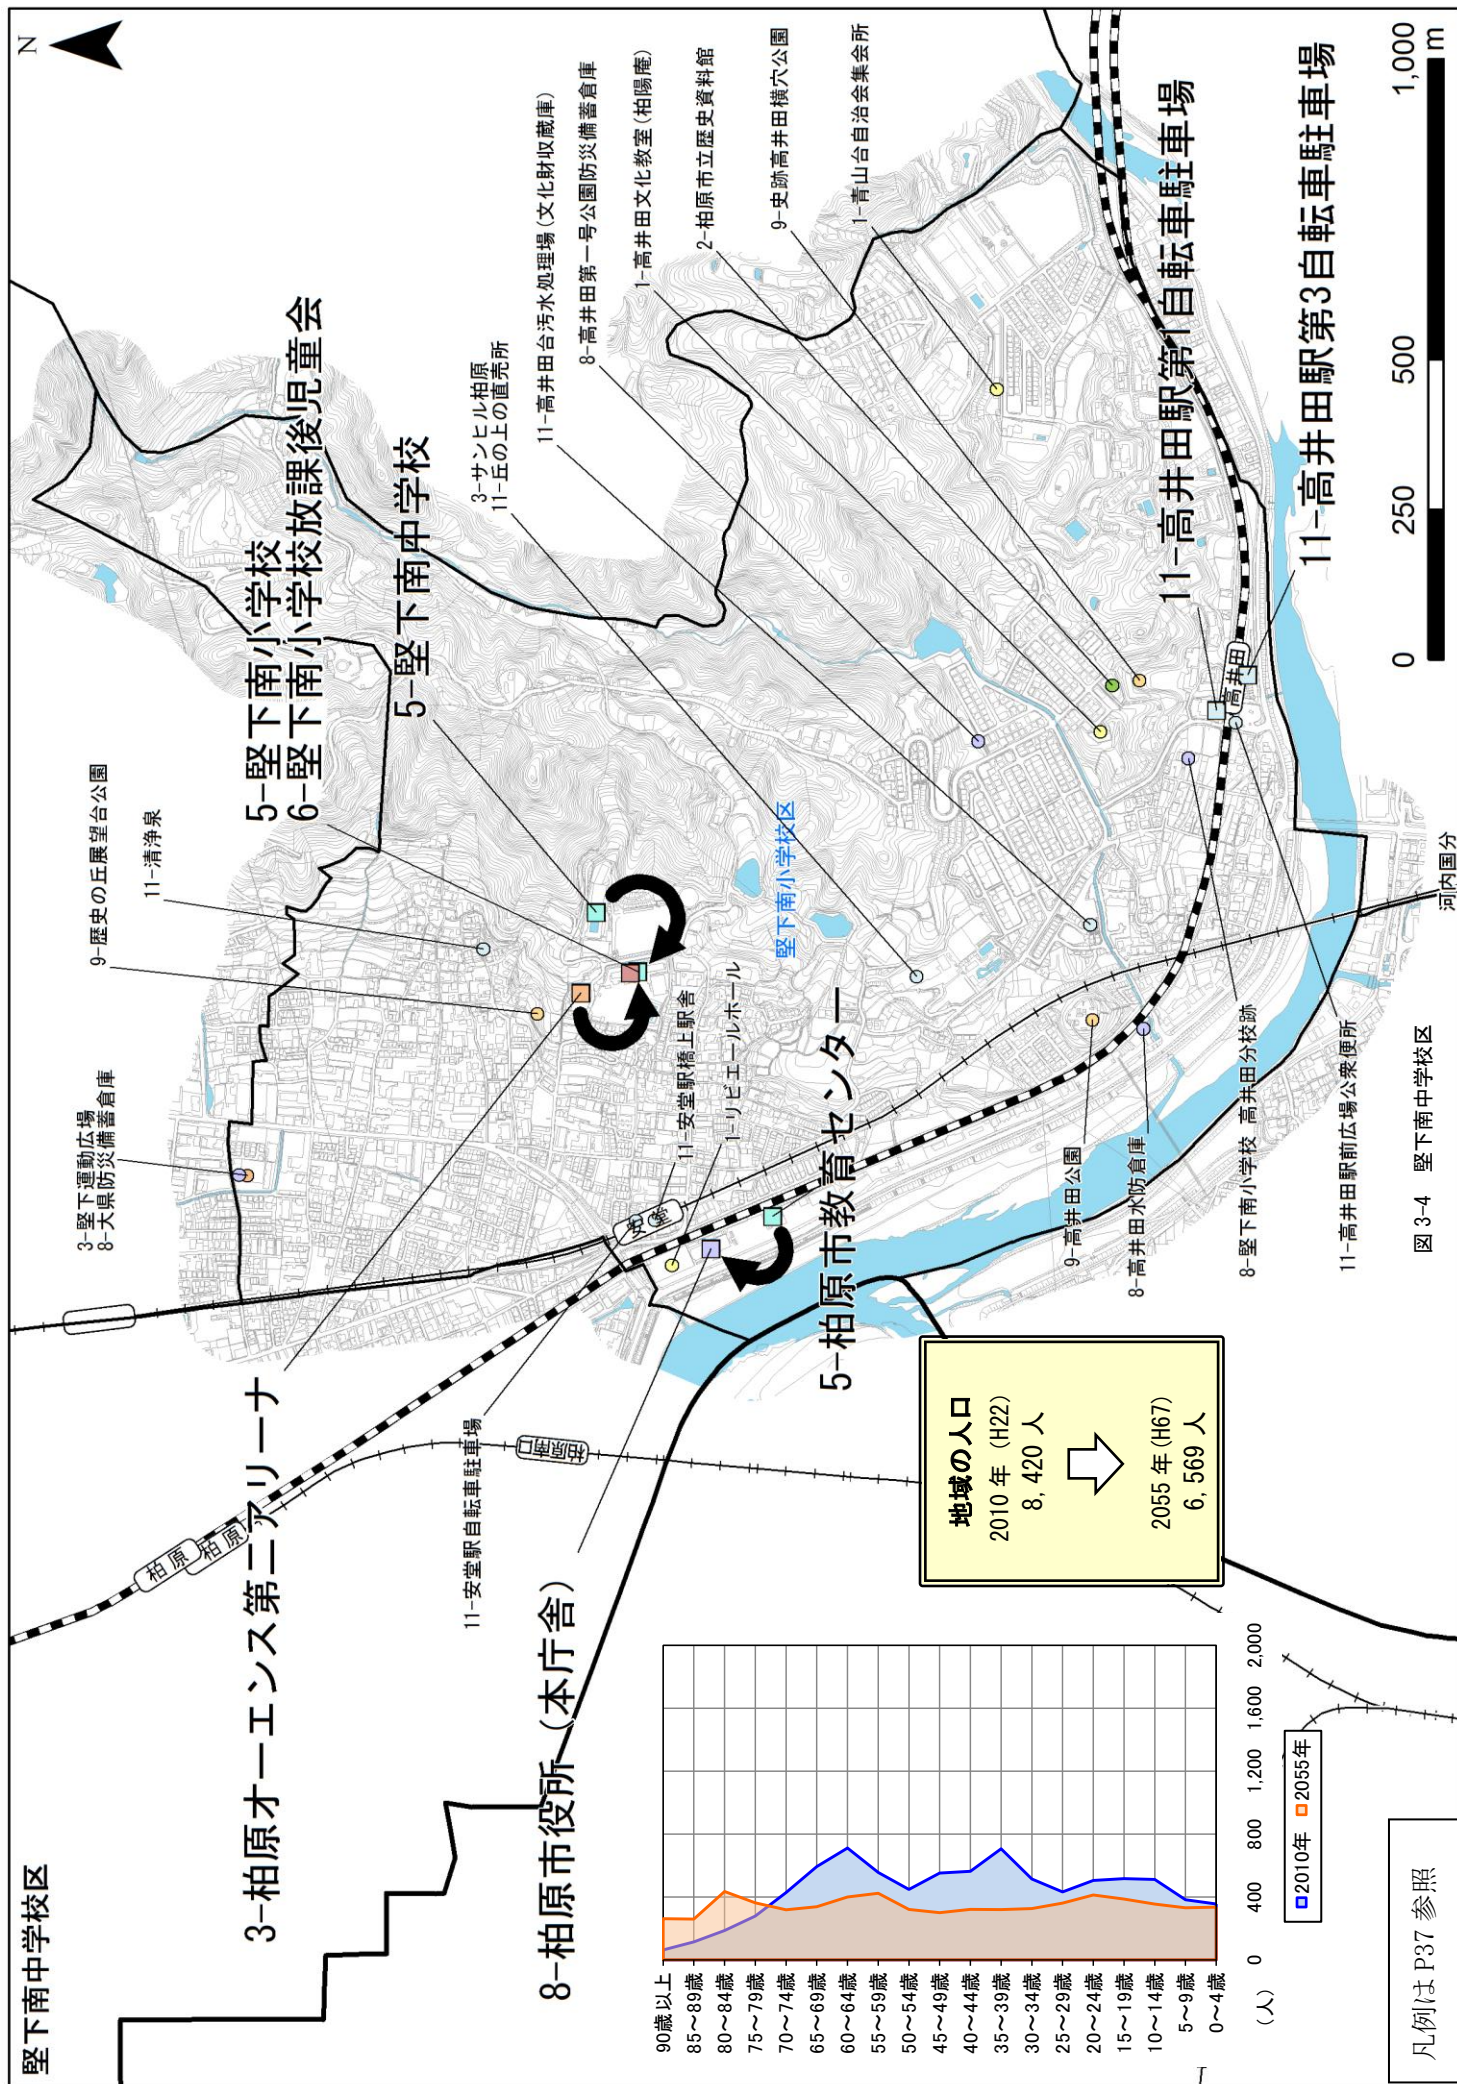 堅下南中学校区
N
9-歴史の丘展望台公園
11-清浄泉
5-堅下南小学校
6-堅下南小学校放課後児童会
5-堅下南中学校
3-サンヒル柏原
11-丘の上の直売所
11-高井田台汚水処理場(文化財収蔵庫)
8-高井田第一号公園防災備蓄倉庫
1-高井田文化教室(柏陽庵)
2-柏原市立歴史資料館
9-史跡高井田横穴公園
1-青山台自治会集会所
11-高井田駅第1自転車駐車場
11-高井田駅第3自転車駐車場
3-堅下運動広場
8-大県防災備蓄倉庫
堅下南小学校区
11-安堂駅橋上駅舎
1-リビエールホール
5-柏原市教育センター
安堂
高井田
柏原
柏原
柏原南口
河内国分
3-柏原オーエンス第二アリーナ
11-安堂駅自転車駐車場
8-柏原市役所(本庁舎)
9-高井田公園
8-高井田水防倉庫
8-堅下南小学校 高井田分校跡
11-高井田駅前広場公衆便所
0 250 500 1,000
m
地域の人口
2010年 (H22)
8,420 人
2055年(H67)
6,569 人
90歳以上
85~89歳
80~84歳
75~79歳
70~74歳
65~69歳
60~64歳
55~59歳
50~54歳
45~49歳
40~44歳
35~39歳
30~34歳
25~29歳
20~24歳
15~19歳
10~14歳
5~9歳
0~4歳
(人)
0 400 800 1,200 1,600 2,000
2010年 2055年
凡例は P37 参照
図 3-4 堅下南中学校区